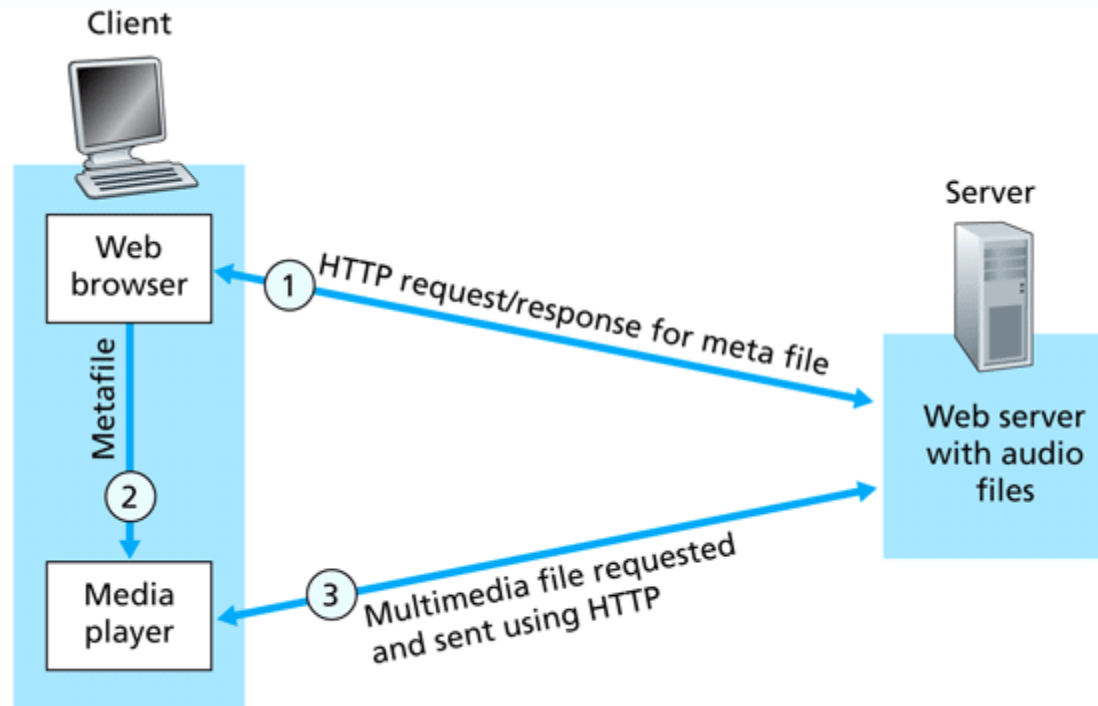 Client
Web
browser
Metafile
2
Media
player
1
HTTP request/response for meta file
3
Multimedia file requested
and sent using HTTP
Server
Web server
with audio
files